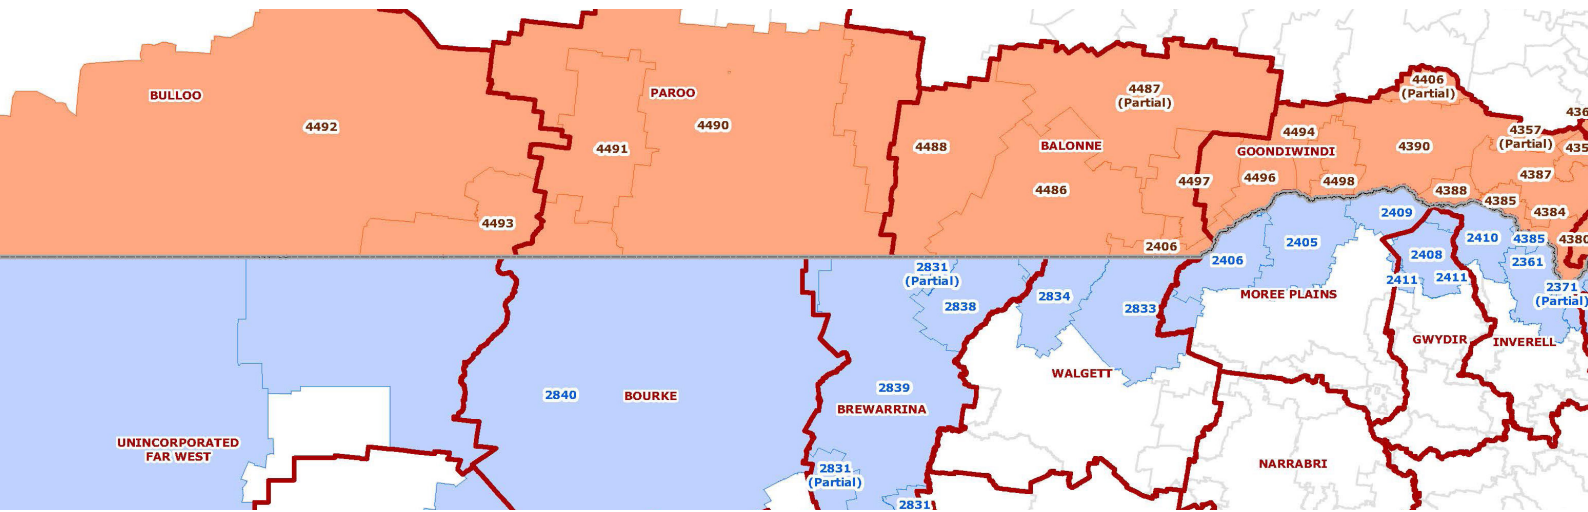 4406
(Partial)
BULLOO
PAROO
4487
(Partial)
4492
4490
4491
4488
BALONNE
4494
GOONDIWINDI
4390
4357
(Partial)
4486
4497
4496
4498
4387
4388
4385
4384
4493
2406
4380
2409
2410
4385
2405
2406
2408
2361
2411
2411
2831
(Partial)
2838
2834
2833
MOREE PLAINS
2371
(Partial)
GWYDIR
INVERELL
WALGETT
2840
BOURKE
2839
BREWARRINA
UNINCORPORATED
FAR WEST
NARRABRI
2831
(Partial)
2831